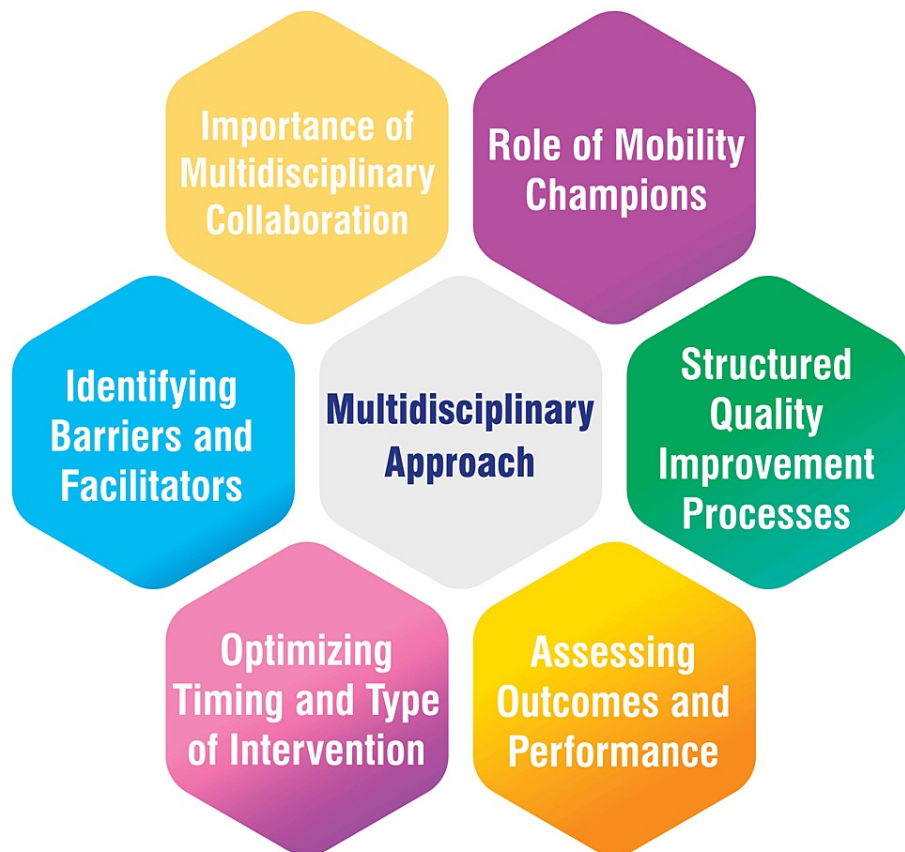 Importance of
Multidisciplinary
Collaboration
Role of Mobility
Champions
Identifying
Barriers and
Facilitators
Multidisciplinary
Approach
Structured
Quality
Improvement
Processes
Optimizing
Timing and Type
of Intervention
Assessing
Outcomes and
Performance